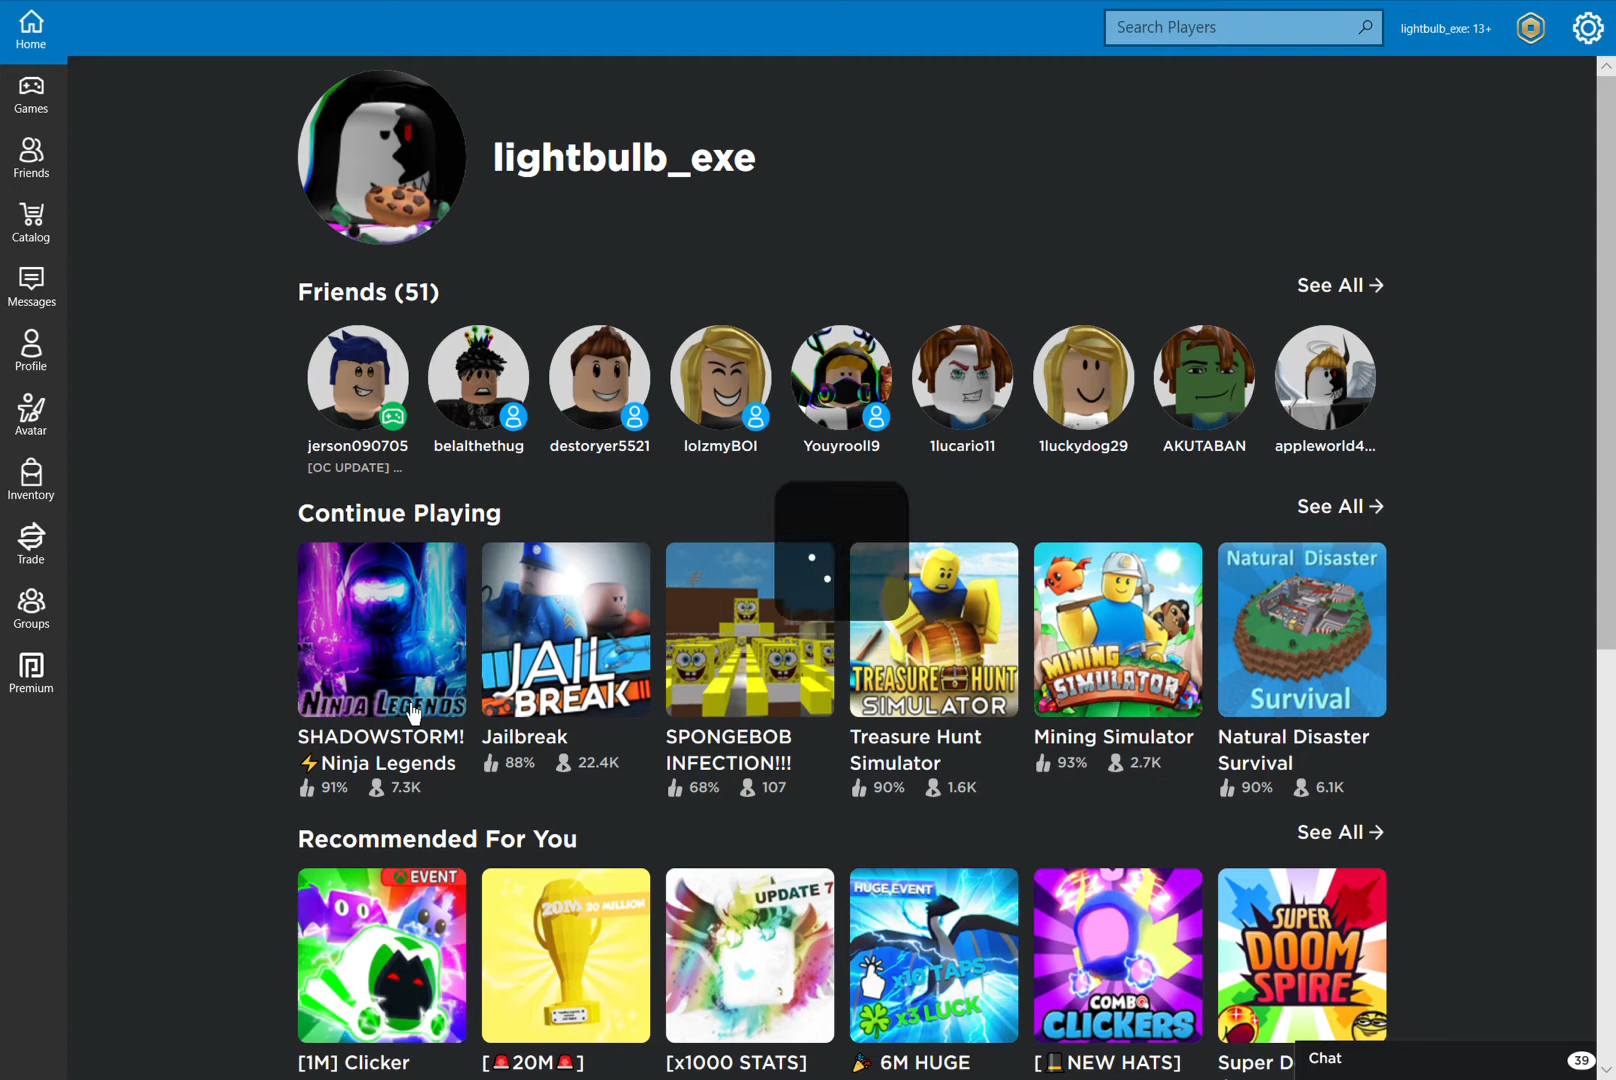 Home
Search Players
lightbulb_exe: 13+
Games
Friends
Catalog
Messages
Profile
Avatar
Inventory
Trade
Groups
Premium
lightbulb_exe
Friends (51)
See All →
jerson090705
[OC UPDATE] ...
belalthethug
destoryer5521
lolzmyBOI
Youyrooll9
1lucario11
1luckydog29
AKUTABAN
appleworld4...
Continue Playing
See All →
NINJA LEGENDS
JAIL
BREAK
TREASURE HUNT
SIMULATOR
MINING
SIMULATOR
Natural Disaster
Survival
SHADOWSTORM!
⚡Ninja Legends
91% 7.3K
Jailbreak
88% 22.4K
SPONGEBOB
INFECTION!!!
68% 107
Treasure Hunt
Simulator
90% 1.6K
Mining Simulator
93% 2.7K
Natural Disaster
Survival
90% 6.1K
Recommended For You
See All →
EVENT
20M 20 MILLION
UPDATE 7
HUGE EVENT
x10 TAPS
x3 LUCK
COMBO
CLICKERS
SUPER
DOOM
SPIRE
[1M] Clicker
[🚨20M🚨]
[x1000 STATS]
🎉 6M HUGE
[🎩NEW HATS]
Super D
Chat
39